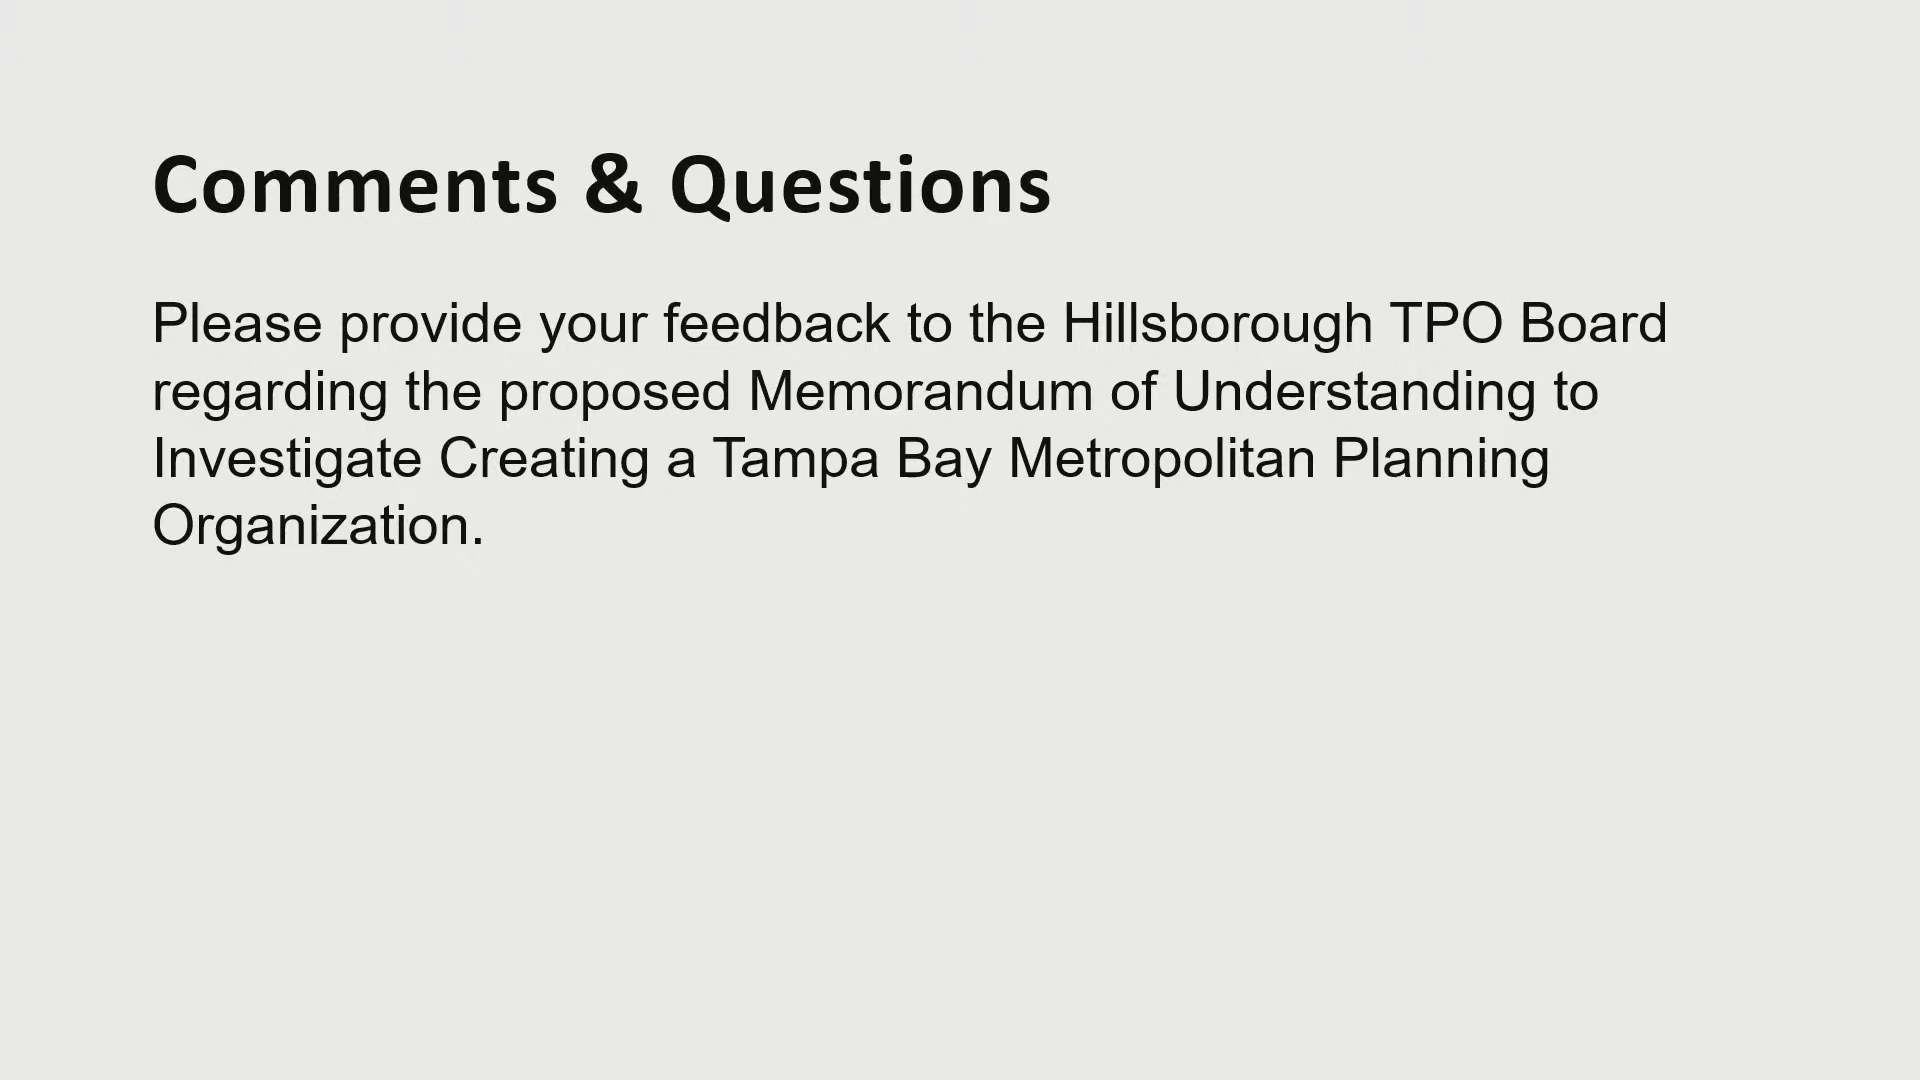 Comments & Questions
Please provide your feedback to the Hillsborough TPO Board
regarding the proposed Memorandum of Understanding to
Investigate Creating a Tampa Bay Metropolitan Planning
Organization.